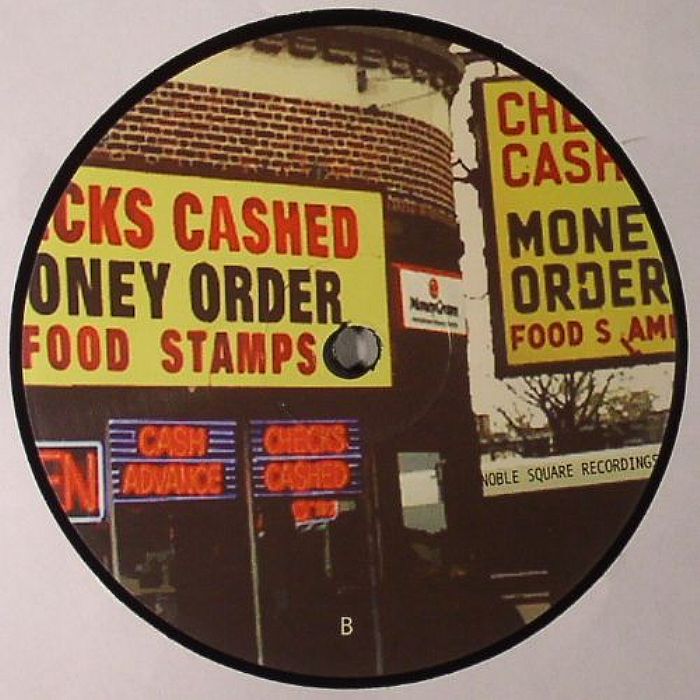 CKS CASHED
ONEY ORDER
FOOD STAMPS
CHE
CASH
MONE
ORDER
FOOD S AM
MoneyGram
EN
CASH
ADVANCE
CHECKS
CASHED
NOBLE SQUARE RECORDINGS
B